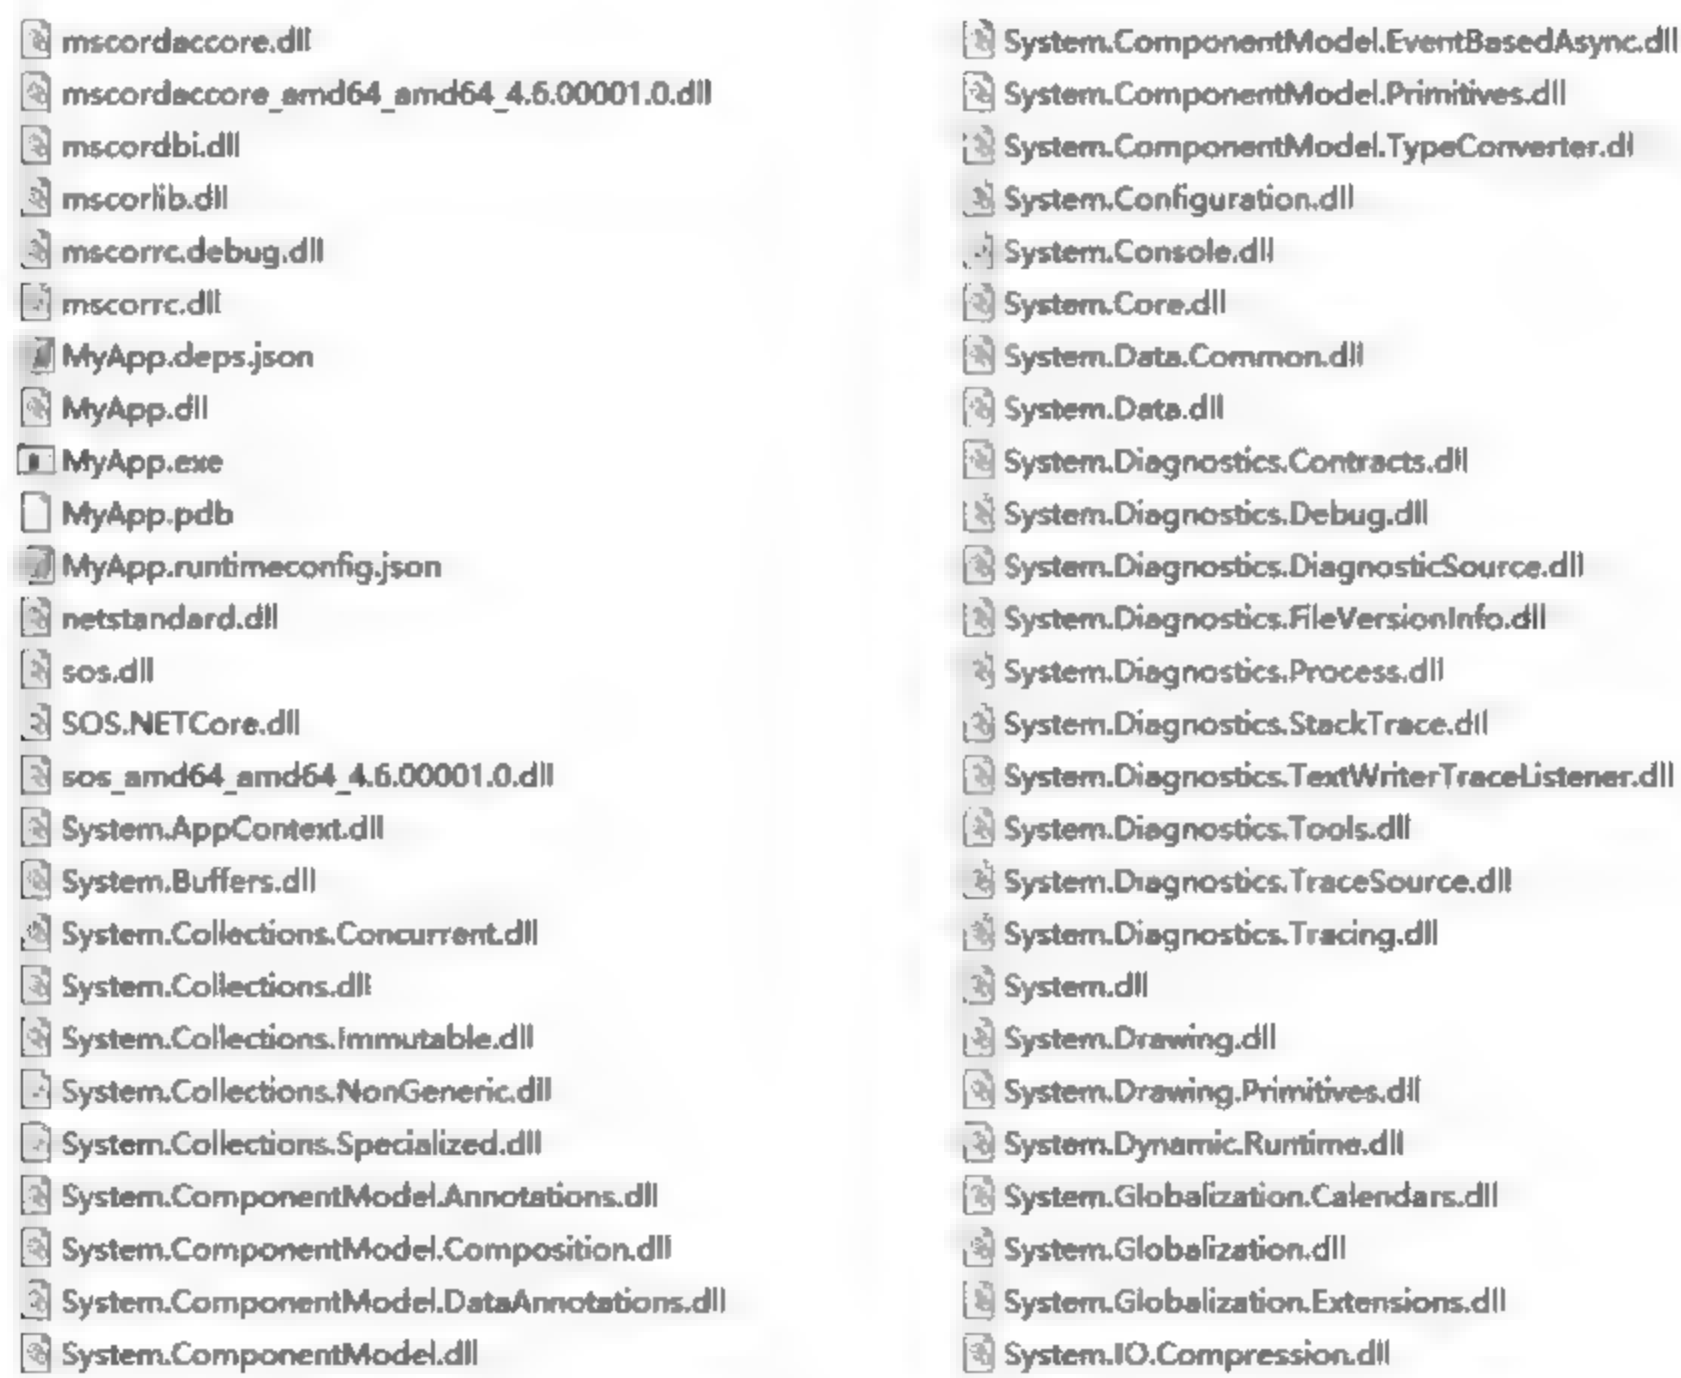 mscordaccore.dll
mscordaccore_amd64_amd64_4.6.00001.0.dll
mscordbi.dll
mscorlib.dll
mscorrc.debug.dll
mscorrc.dll
MyApp.deps.json
MyApp.dll
MyApp.exe
MyApp.pdb
MyApp.runtimeconfig.json
netstandard.dll
sos.dll
SOS.NETCore.dll
sos_amd64_amd64_4.6.00001.0.dll
System.AppContext.dll
System.Buffers.dll
System.Collections.Concurrent.dll
System.Collections.dll
System.Collections.Immutable.dll
System.Collections.NonGeneric.dll
System.Collections.Specialized.dll
System.ComponentModel.Annotations.dll
System.ComponentModel.Composition.dll
System.ComponentModel.DataAnnotations.dll
System.ComponentModel.dll
System.ComponentModel.EventBasedAsync.dll
System.ComponentModel.Primitives.dll
System.ComponentModel.TypeConverter.dl
System.Configuration.dll
System.Console.dll
System.Core.dll
System.Data.Common.dll
System.Data.dll
System.Diagnostics.Contracts.dll
System.Diagnostics.Debug.dll
System.Diagnostics.DiagnosticSource.dll
System.Diagnostics.FileVersionInfo.dll
System.Diagnostics.Process.dll
System.Diagnostics.StackTrace.dll
System.Diagnostics.TextWriterTraceListener.dll
System.Diagnostics.Tools.dll
System.Diagnostics.TraceSource.dll
System.Diagnostics.Tracing.dll
System.dll
System.Drawing.dll
System.Drawing.Primitives.dll
System.Dynamic.Runtime.dll
System.Globalization.Calendars.dll
System.Globalization.dll
System.Globalization.Extensions.dll
System.IO.Compression.dll